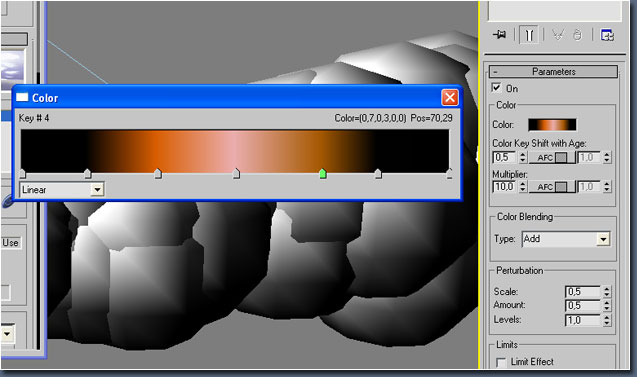 Color
Key # 4 Color=(0,7,0,3,0,0) Pos=70,29
Linear
Use
- Parameters
On
Color
Color:
Color Key Shift with Age:
0,5 AFC 1,0
Multiplier:
10,0 AFC 1,0
Color Blending
Type: Add
Perturbation
Scale: 0,5
Amount: 0,5
Levels: 1,0
Limits
Limit Effect